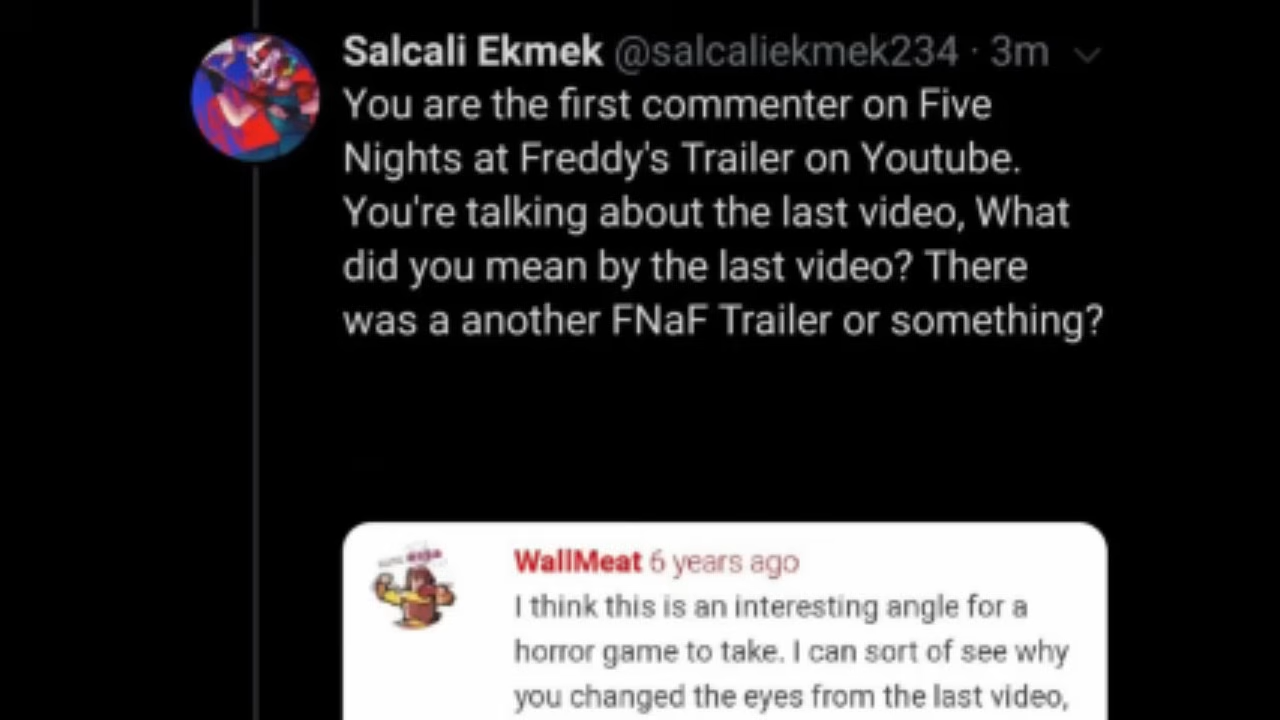 Salcali Ekmek @salcaliekmek234 · 3m
You are the first commenter on Five
Nights at Freddy's Trailer on Youtube.
You're talking about the last video, What
did you mean by the last video? There
was a another FNaF Trailer or something?
WallMeat 6 years ago
I think this is an interesting angle for a
horror game to take. I can sort of see why
you changed the eyes from the last video,